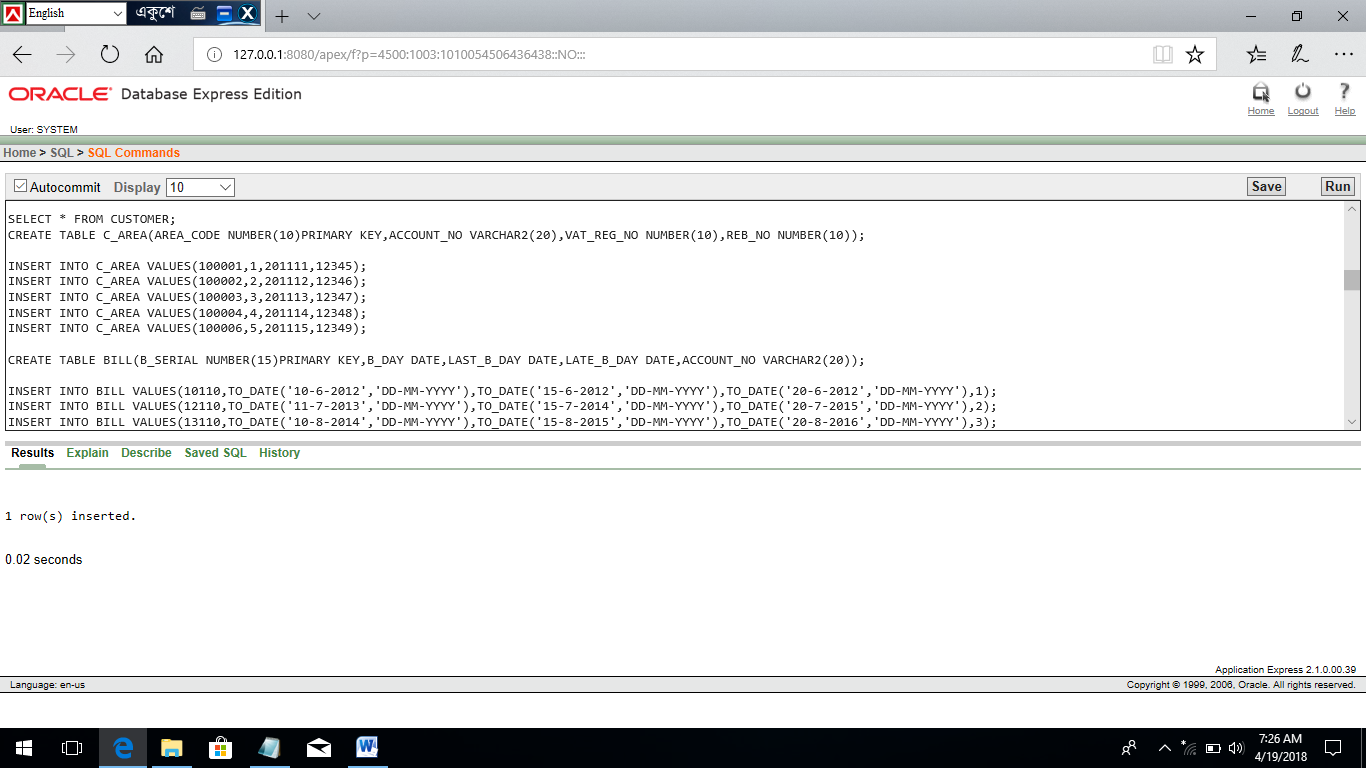 English
একুশে
127.0.0.1:8080/apex/f?p=4500:1003:1010054506436438::NO:::
ORACLE Database Express Edition
Home Logout Help
User: SYSTEM
Home > SQL > SQL Commands
Autocommit Display 10 Save Run
SELECT * FROM CUSTOMER;
CREATE TABLE C_AREA(AREA_CODE NUMBER(10)PRIMARY KEY,ACCOUNT_NO VARCHAR2(20),VAT_REG_NO NUMBER(10),REB_NO NUMBER(10));
INSERT INTO C_AREA VALUES(100001,1,201111,12345);
INSERT INTO C_AREA VALUES(100002,2,201112,12346);
INSERT INTO C_AREA VALUES(100003,3,201113,12347);
INSERT INTO C_AREA VALUES(100004,4,201114,12348);
INSERT INTO C_AREA VALUES(100006,5,201115,12349);
CREATE TABLE BILL(B_SERIAL NUMBER(15)PRIMARY KEY,B_DAY DATE,LAST_B_DAY DATE,LATE_B_DAY DATE,ACCOUNT_NO VARCHAR2(20));
INSERT INTO BILL VALUES(10110,TO_DATE('10-6-2012','DD-MM-YYYY'),TO_DATE('15-6-2012','DD-MM-YYYY'),TO_DATE('20-6-2012','DD-MM-YYYY'),1);
INSERT INTO BILL VALUES(12110,TO_DATE('11-7-2013','DD-MM-YYYY'),TO_DATE('15-7-2014','DD-MM-YYYY'),TO_DATE('20-7-2015','DD-MM-YYYY'),2);
INSERT INTO BILL VALUES(13110,TO_DATE('10-8-2014','DD-MM-YYYY'),TO_DATE('15-8-2015','DD-MM-YYYY'),TO_DATE('20-8-2016','DD-MM-YYYY'),3);
Results Explain Describe Saved SQL History
1 row(s) inserted.
0.02 seconds
Application Express 2.1.0.00.39
Language: en-us Copyright © 1999, 2006, Oracle. All rights reserved.
7:26 AM
4/19/2018